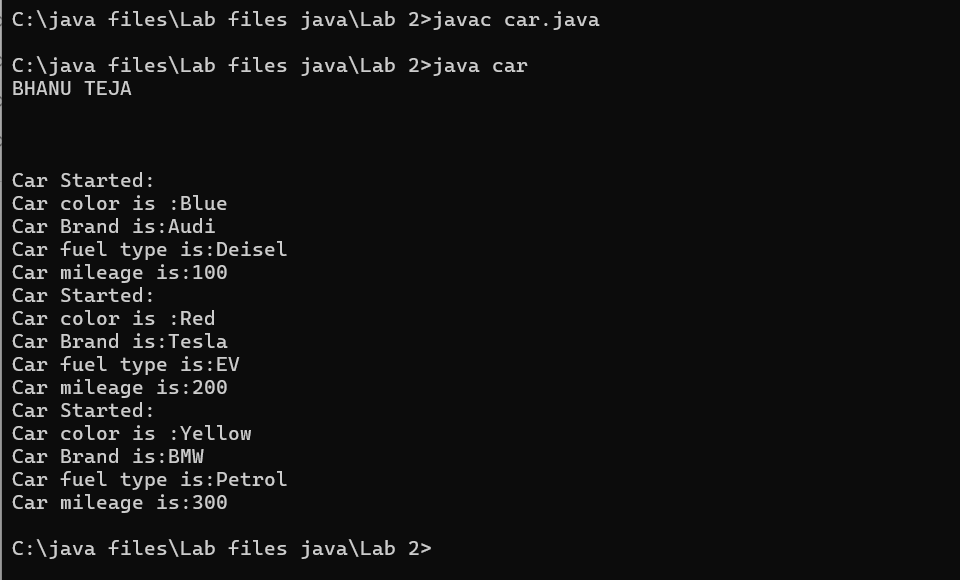 C:\java files\Lab files java\Lab 2>javac car.java
C:\java files\Lab files java\Lab 2>java car
BHANU TEJA
Car Started:
Car color is :Blue
Car Brand is:Audi
Car fuel type is:Deisel
Car mileage is:100
Car Started:
Car color is :Red
Car Brand is:Tesla
Car fuel type is:EV
Car mileage is:200
Car Started:
Car color is :Yellow
Car Brand is:BMW
Car fuel type is:Petrol
Car mileage is:300
C:\java files\Lab files java\Lab 2>